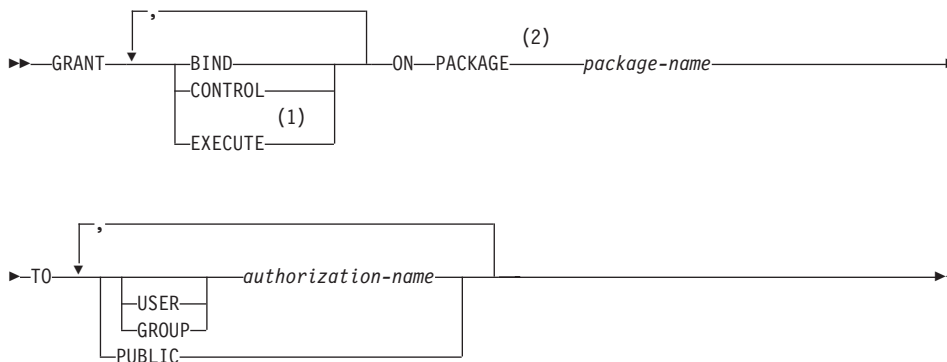 ,
(2)
GRANT BIND ON PACKAGE package-name
CONTROL
(1)
EXECUTE
,
TO authorization-name
USER
GROUP
PUBLIC